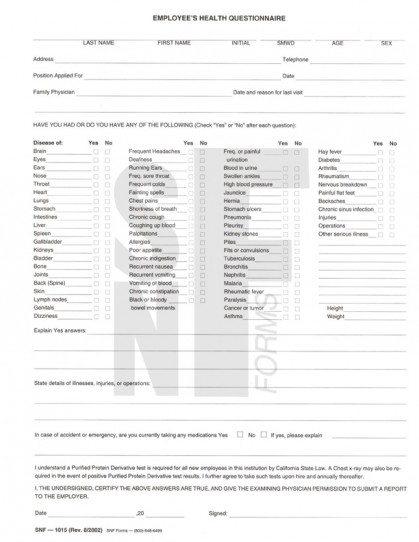 EMPLOYEE'S HEALTH QUESTIONNAIRE
LAST NAME FIRST NAME INITIAL SMWD AGE SEX
Address Telephone
Position Applied For Date
Family Physician Date and reason for last visit
HAVE YOU HAD OR DO YOU HAVE ANY OF THE FOLLOWING (Check "Yes" or "No" after each question):
Disease of: Yes No Yes No Yes No Yes No
Brain Frequent Headaches Freq. or painful Hay fever
Eyes Deafness urination Diabetes
Ears Running Ears Blood in urine Arthritis
Nose Freq. sore throat Swollen ankles Rheumatism
Throat Frequent colds High blood pressure Nervous breakdown
Heart Fainting spells Jaundice Painful flat feet
Lungs Chest pains Hernia Backaches
Stomach Shortness of breath Stomach ulcers Chronic sinus infection
Intestines Chronic cough Pneumonia Injuries
Liver Coughing up blood Pleurisy Operations
Spleen Palpitations Kidney stones Other serious illness
Gallbladder Allergies Piles
Kidneys Poor appetite Fits or convulsions
Bladder Chronic indigestion Tuberculosis
Bone Recurrent nausea Bronchitis
Joints Recurrent vomiting Nephritis
Back (Spine) Vomiting of blood Malaria
Skin Chronic constipation Rheumatic fever
Lymph nodes Black or bloody Paralysis
Genitals bowel movements Cancer or tumor Height
Dizziness Asthma Weight
SNF FORMS
Explain Yes answers:
State details of illnesses, injuries, or operations:
In case of accident or emergency, are you currently taking any medications Yes No If yes, please explain
I understand a Purified Protein Derivative test is required for all new employees in this institution by California State Law. A Chest x-ray may also be
required in the event of positive Purified Protein Derivative test results. I further agree to take such tests upon hire and annually thereafter.
I, THE UNDERSIGNED, CERTIFY THE ABOVE ANSWERS ARE TRUE, AND GIVE THE EXAMINING PHYSICIAN PERMISSION TO SUBMIT A REPORT
TO THE EMPLOYER.
Date ,20 Signed:
SNF — 1015 (Rev. 6/2002) SNF Forms —